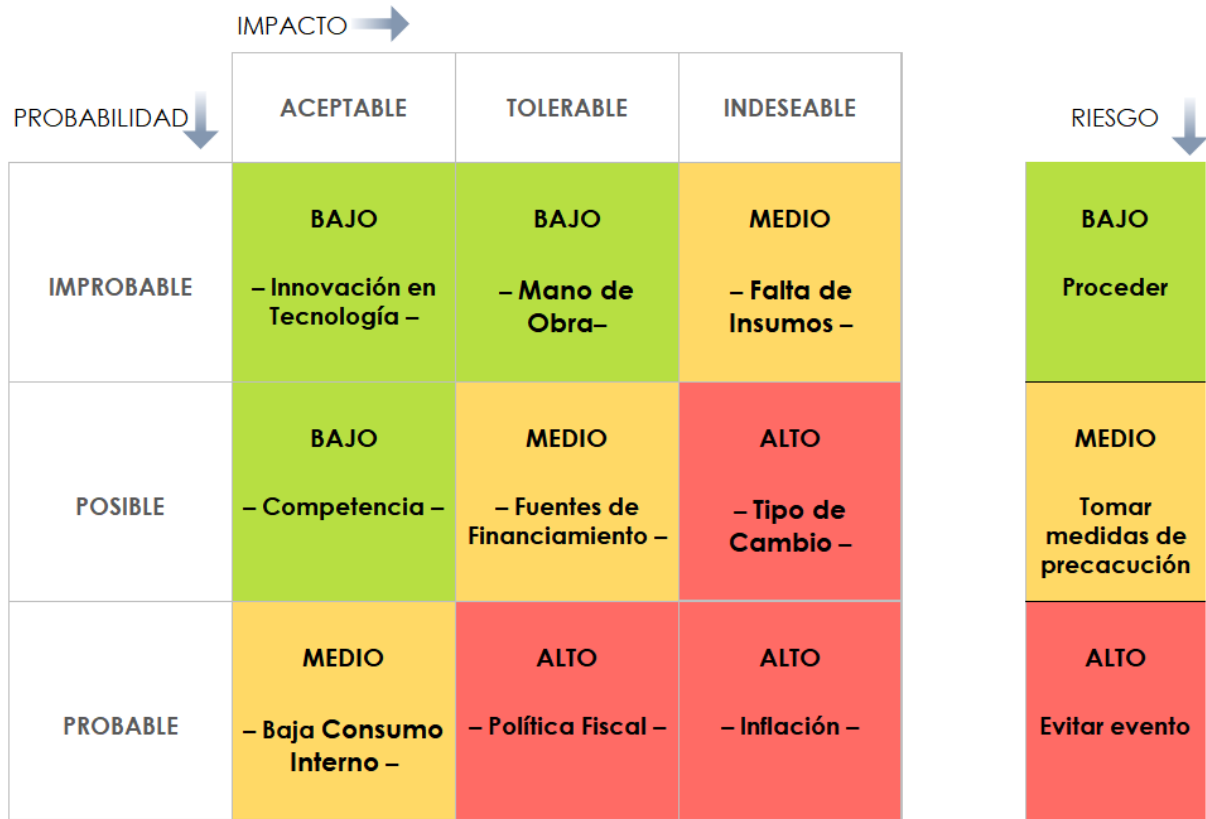 IMPACTO
PROBABILIDAD
ACEPTABLE
TOLERABLE
INDESEABLE
RIESGO
IMPROBABLE
BAJO
– Innovación en
Tecnología –
BAJO
– Mano de
Obra–
MEDIO
– Falta de
Insumos –
BAJO
Proceder
POSIBLE
BAJO
– Competencia –
MEDIO
– Fuentes de
Financiamiento –
ALTO
– Tipo de
Cambio –
MEDIO
Tomar
medidas de
precacución
PROBABLE
MEDIO
– Baja Consumo
Interno –
ALTO
– Política Fiscal –
ALTO
– Inflación –
ALTO
Evitar evento